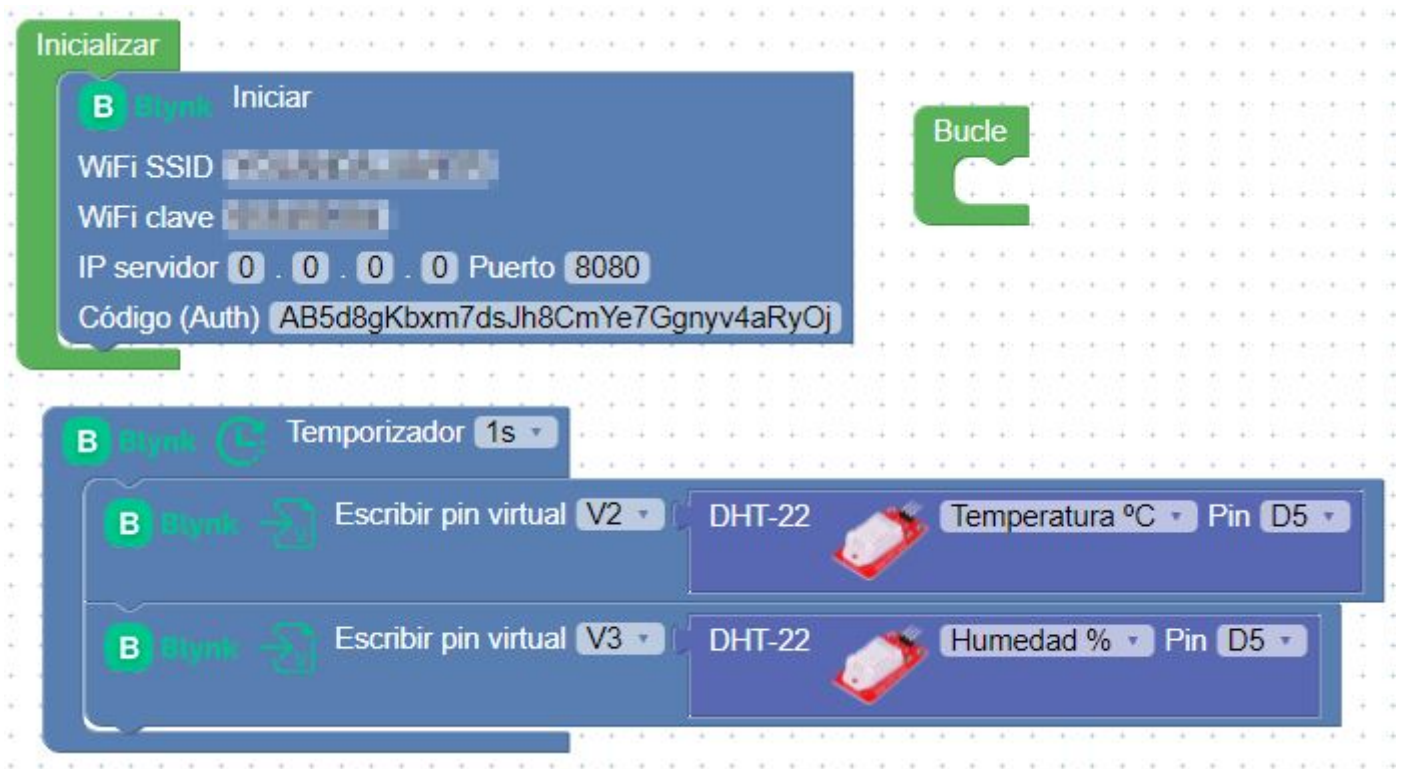 Inicializar
B Blynk Iniciar
WiFi SSID
WiFi clave
IP servidor 0 . 0 . 0 . 0 Puerto 8080
Código (Auth) AB5d8gKbxm7dsJh8CmYe7Ggnyv4aRyOj
Bucle
B Blynk Temporizador 1s
B Blynk V Escribir pin virtual V2 DHT-22 Temperatura ºC Pin D5
B Blynk V Escribir pin virtual V3 DHT-22 Humedad % Pin D5